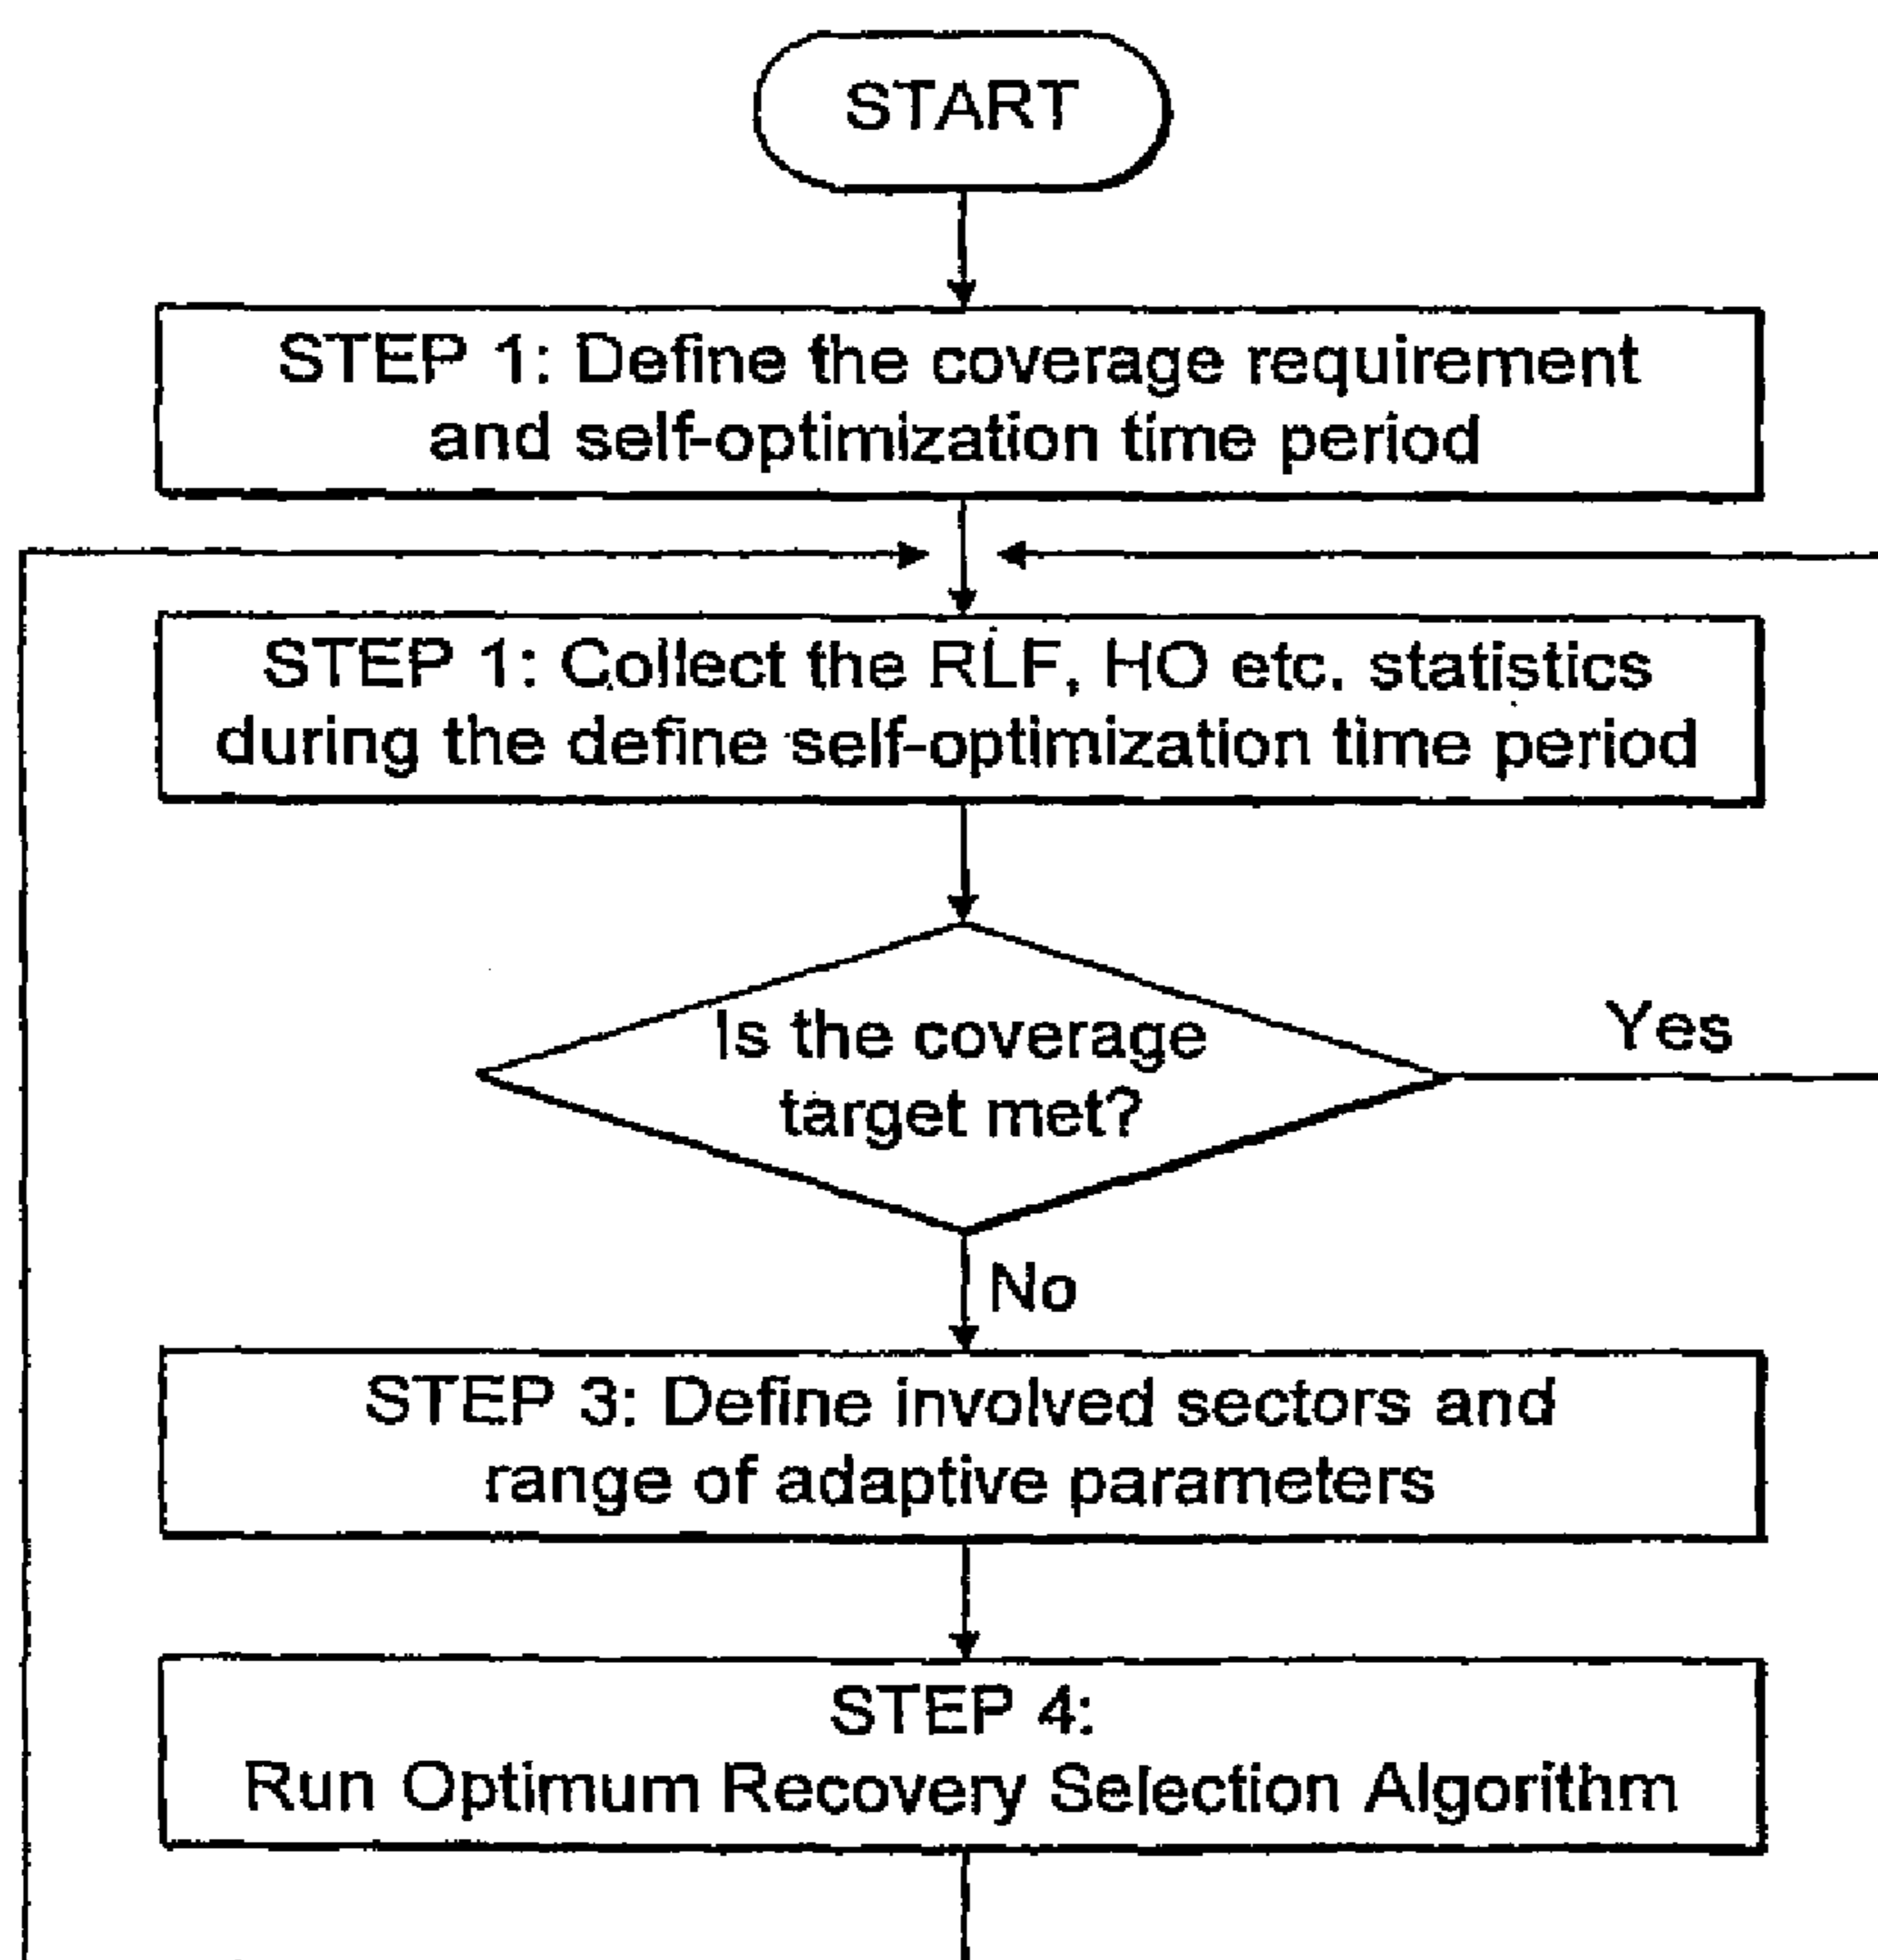 START
STEP 1: Define the coverage requirement
and self-optimization time period
STEP 1: Collect the RLF, HO etc. statistics
during the define self-optimization time period
Is the coverage
target met?
Yes
No
STEP 3: Define involved sectors and
range of adaptive parameters
STEP 4:
Run Optimum Recovery Selection Algorithm